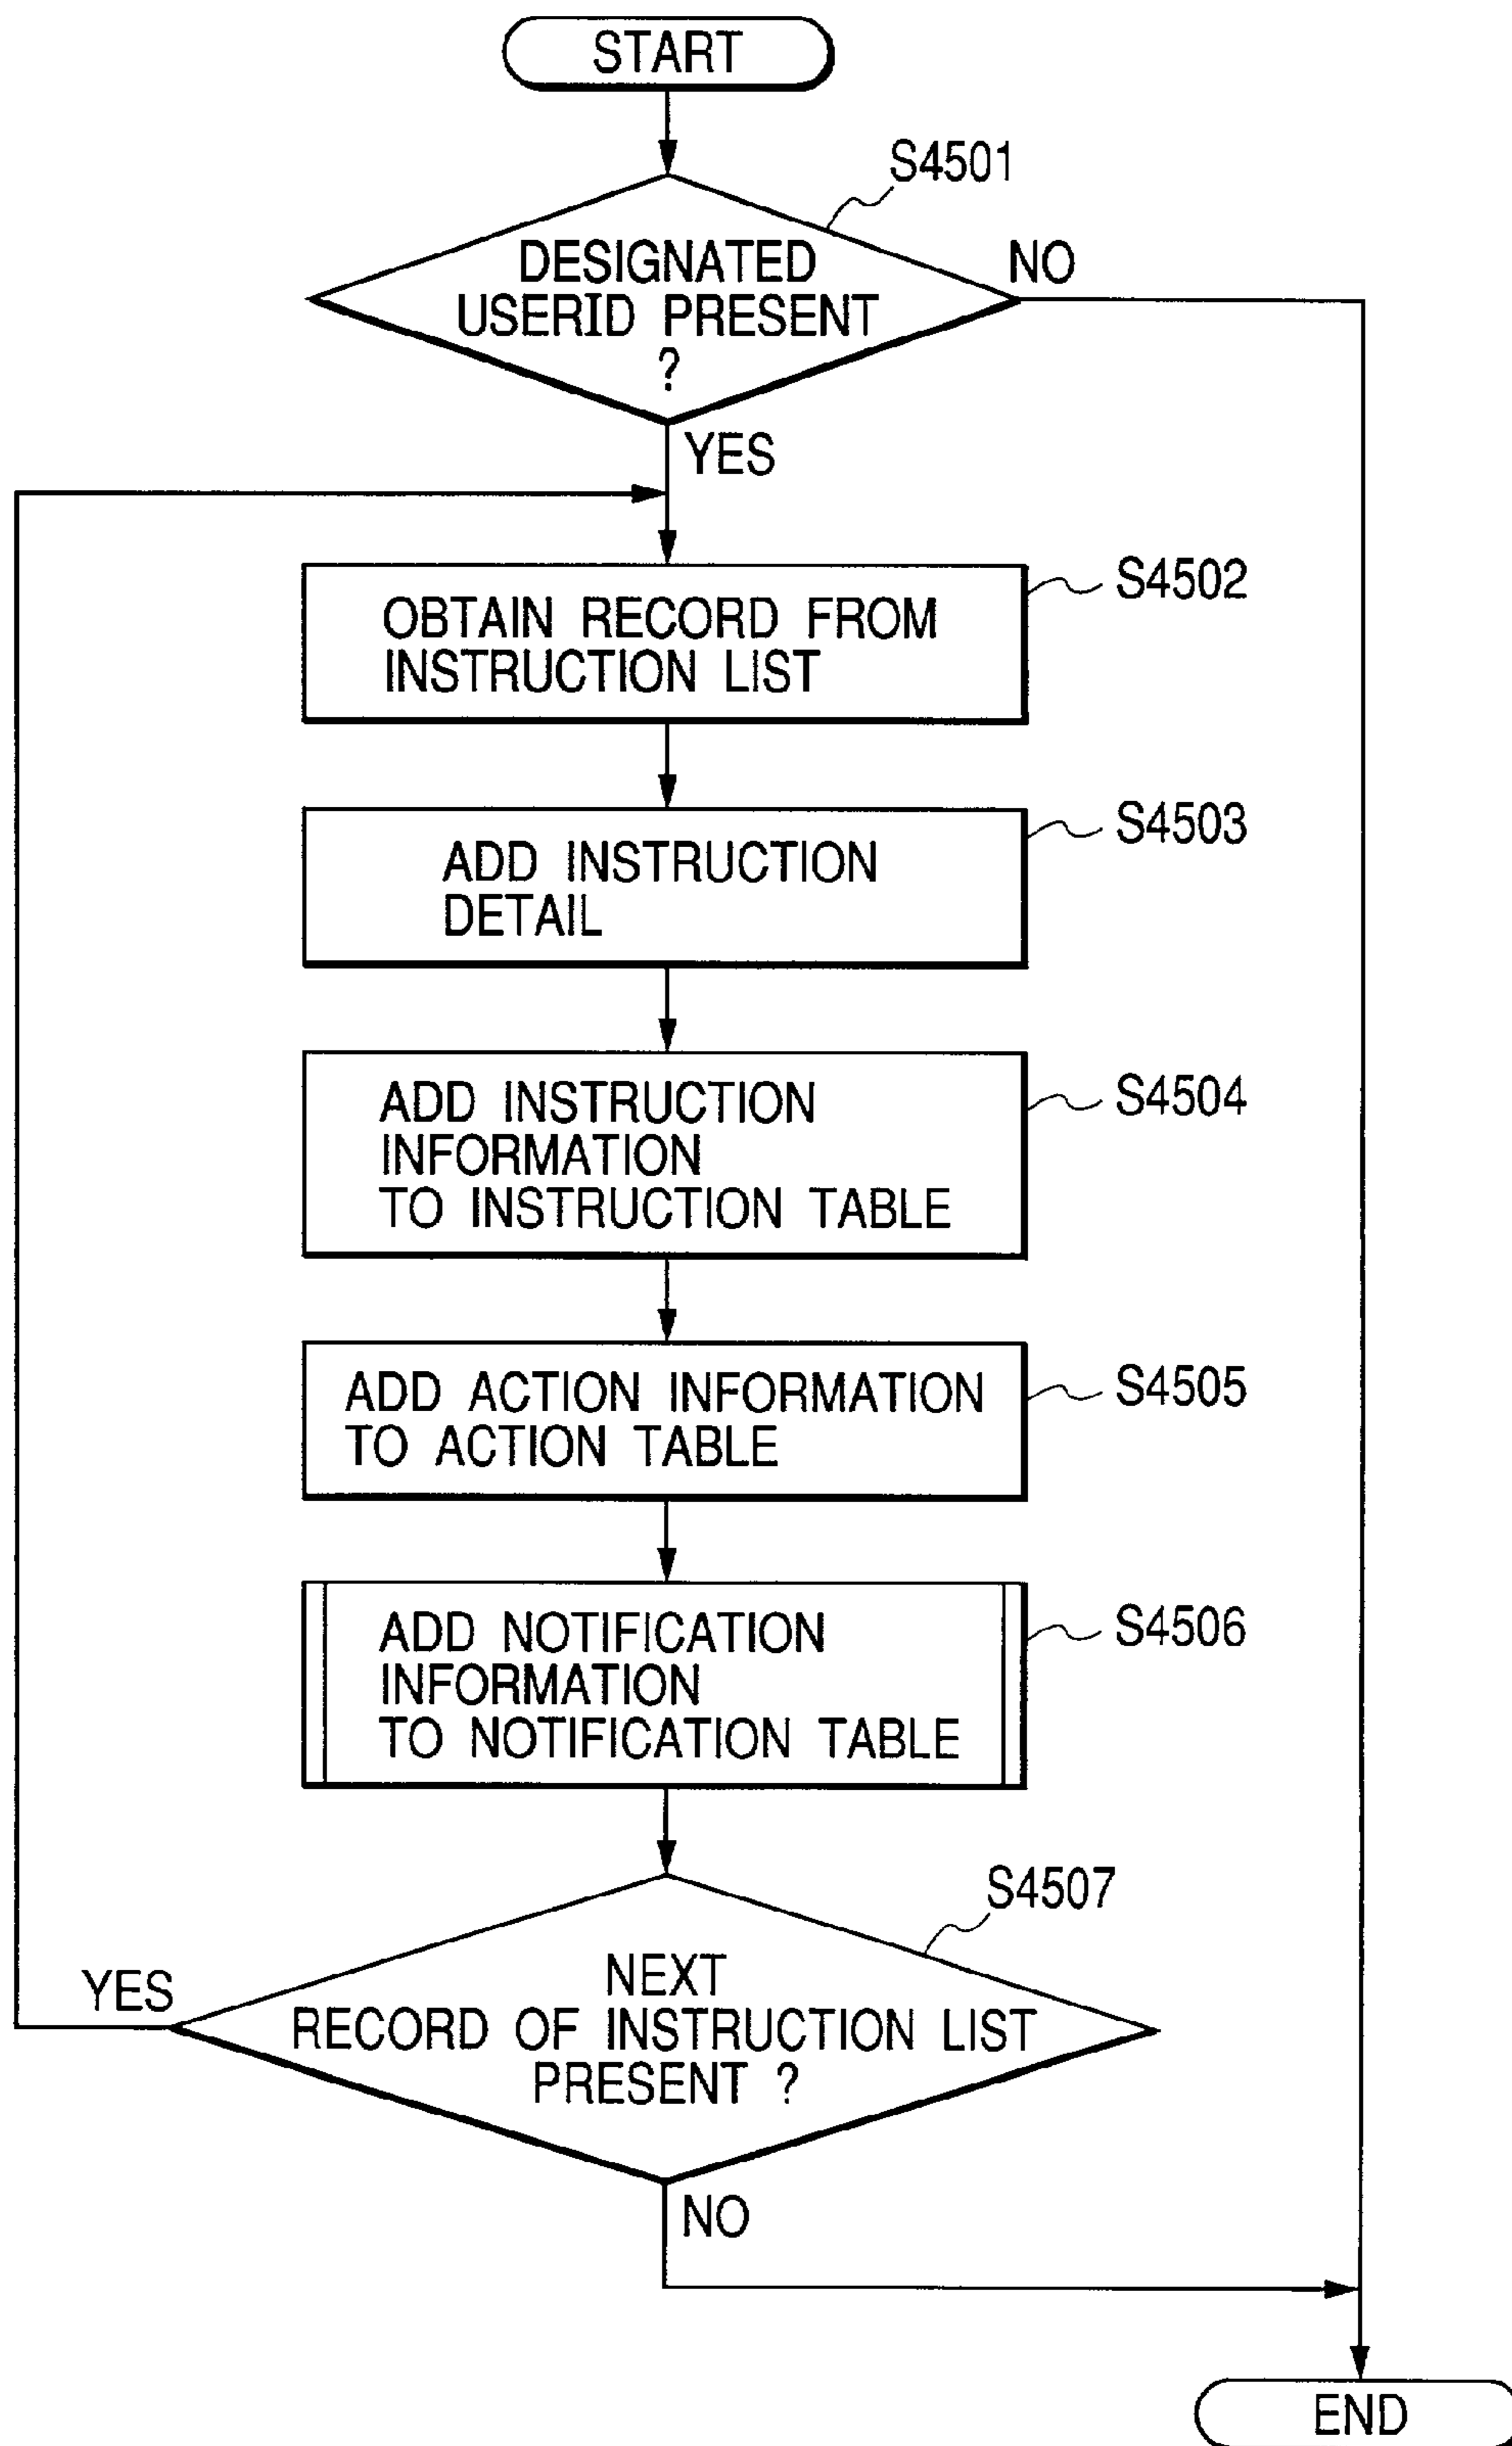 START
S4501
DESIGNATED
USERID PRESENT
?
NO
YES
S4502
OBTAIN RECORD FROM
INSTRUCTION LIST
S4503
ADD INSTRUCTION
DETAIL
S4504
ADD INSTRUCTION
INFORMATION
TO INSTRUCTION TABLE
S4505
ADD ACTION INFORMATION
TO ACTION TABLE
S4506
ADD NOTIFICATION
INFORMATION
TO NOTIFICATION TABLE
S4507
NEXT
RECORD OF INSTRUCTION LIST
PRESENT ?
YES
NO
END